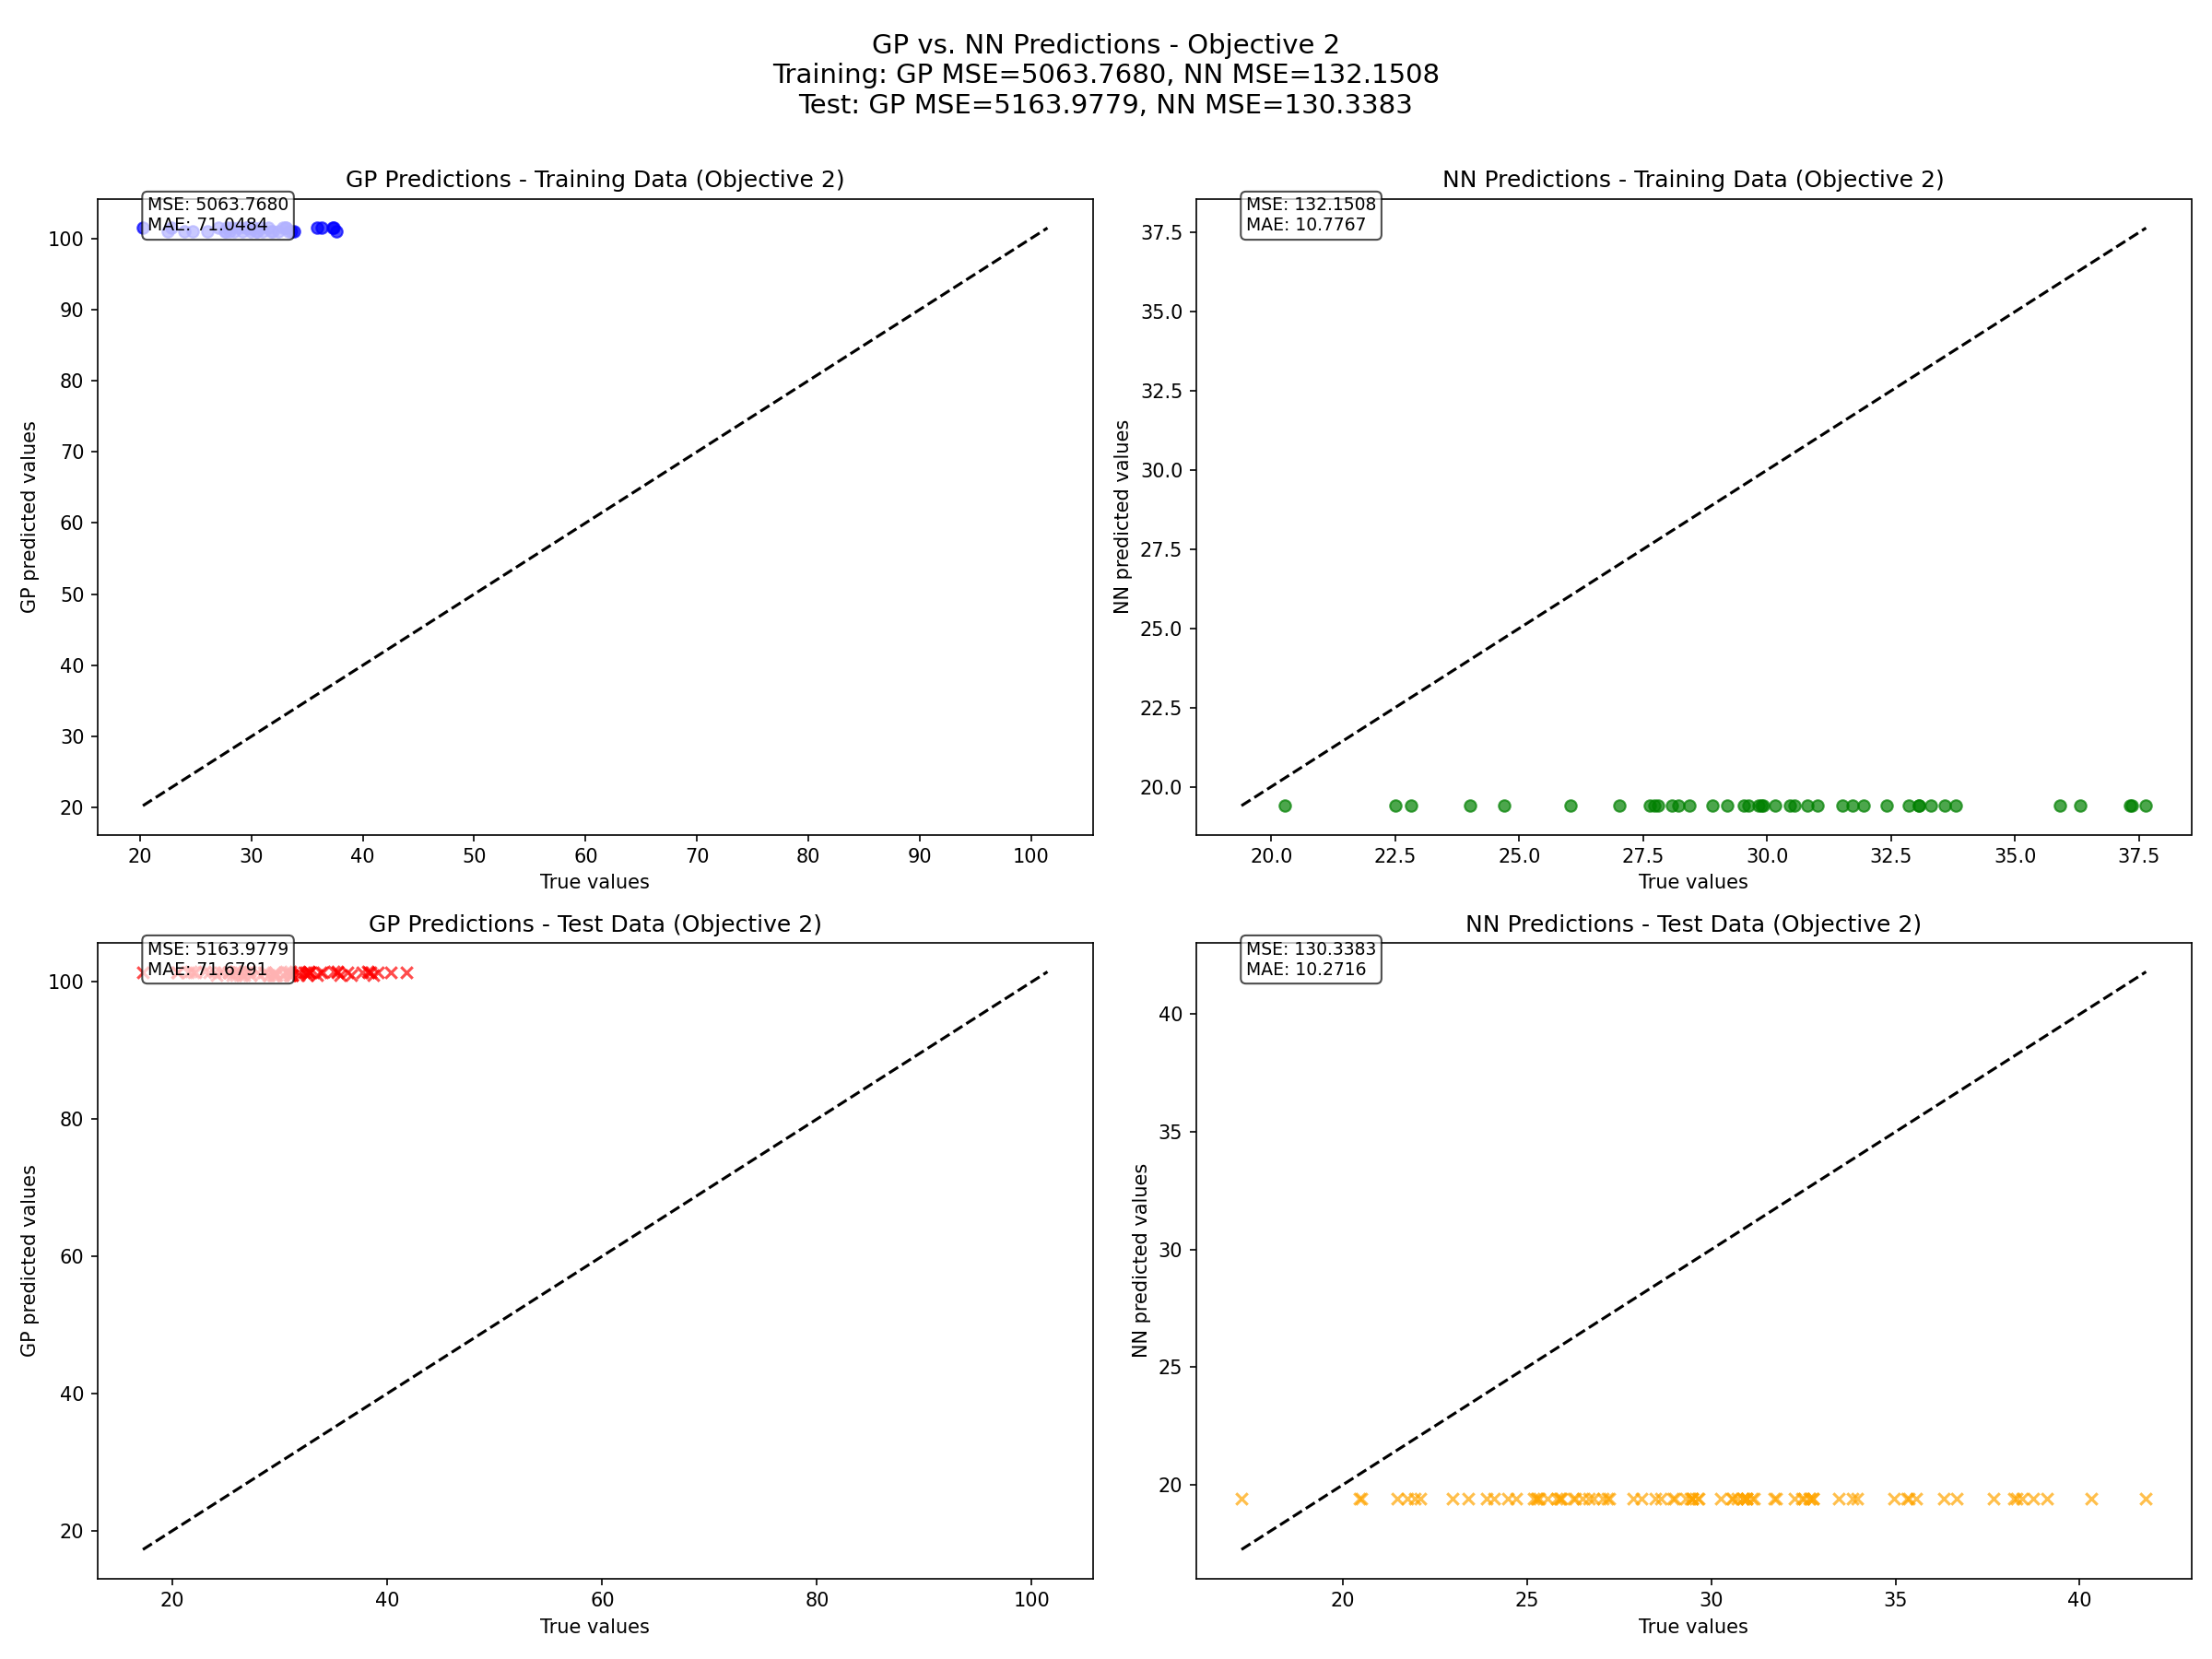 GP vs. NN Predictions - Objective 2
Training: GP MSE=5063.7680, NN MSE=132.1508
Test: GP MSE=5163.9779, NN MSE=130.3383
GP Predictions - Training Data (Objective 2)
MSE: 5063.7680
MAE: 71.0484
100
90
80
70
60
50
40
30
20
GP predicted values
20 30 40 50 60 70 80 90 100
True values
NN Predictions - Training Data (Objective 2)
MSE: 132.1508
MAE: 10.7767
37.5
35.0
32.5
30.0
27.5
25.0
22.5
20.0
NN predicted values
20.0 22.5 25.0 27.5 30.0 32.5 35.0 37.5
True values
GP Predictions - Test Data (Objective 2)
MSE: 5163.9779
MAE: 71.6791
100
80
60
40
20
GP predicted values
20 40 60 80 100
True values
NN Predictions - Test Data (Objective 2)
MSE: 130.3383
MAE: 10.2716
40
35
30
25
20
NN predicted values
20 25 30 35 40
True values